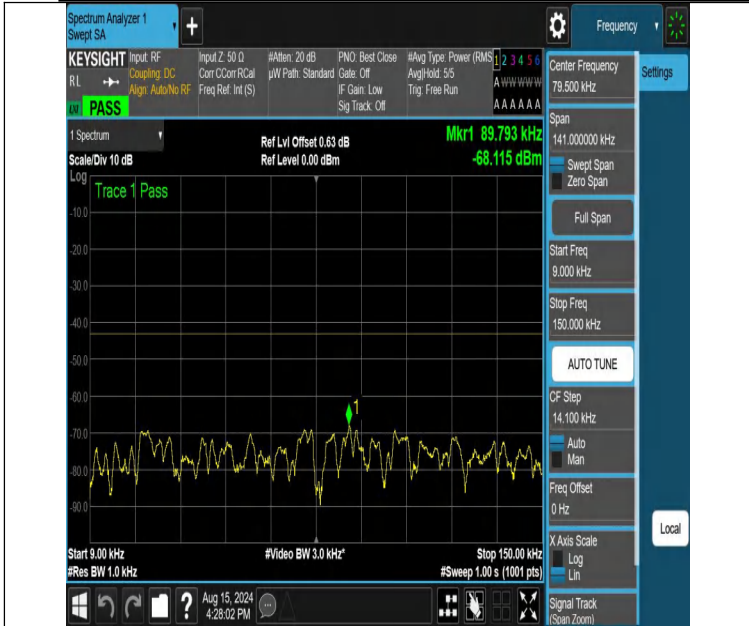 Spectrum Analyzer 1
Swept SA
+
Frequency
KEYSIGHT
R L
PASS
Input: RF
Coupling: DC
Align: Auto/No RF
Input Z: 50 Ω
Corr CCorr RCal
Freq Ref: Int (S)
#Atten: 20 dB
µW Path: Standard
PNO: Best Close
Gate: Off
IF Gain: Low
Sig Track: Off
#Avg Type: Power (RMS
Avg|Hold: 5/5
Trig: Free Run
1 2 3 4 5 6
A W W W W W
A A A A A A
1 Spectrum
Scale/Div 10 dB
Ref Lvl Offset 0.63 dB
Ref Level 0.00 dBm
Mkr1 89.793 kHz
-68.115 dBm
Log
Trace 1 Pass
-10.0
-20.0
-30.0
-40.0
-50.0
-60.0
-70.0
-80.0
-90.0
1
Start 9.00 kHz
#Res BW 1.0 kHz
#Video BW 3.0 kHz*
Stop 150.00 kHz
#Sweep 1.00 s (1001 pts)
?
Aug 15, 2024
4:28:02 PM
Center Frequency
79.500 kHz
Settings
Span
141.000000 kHz
Swept Span
Zero Span
Full Span
Start Freq
9.000 kHz
Stop Freq
150.000 kHz
AUTO TUNE
CF Step
14.100 kHz
Auto
Man
Freq Offset
0 Hz
X Axis Scale
Log
Lin
Local
Signal Track
(Span Zoom)